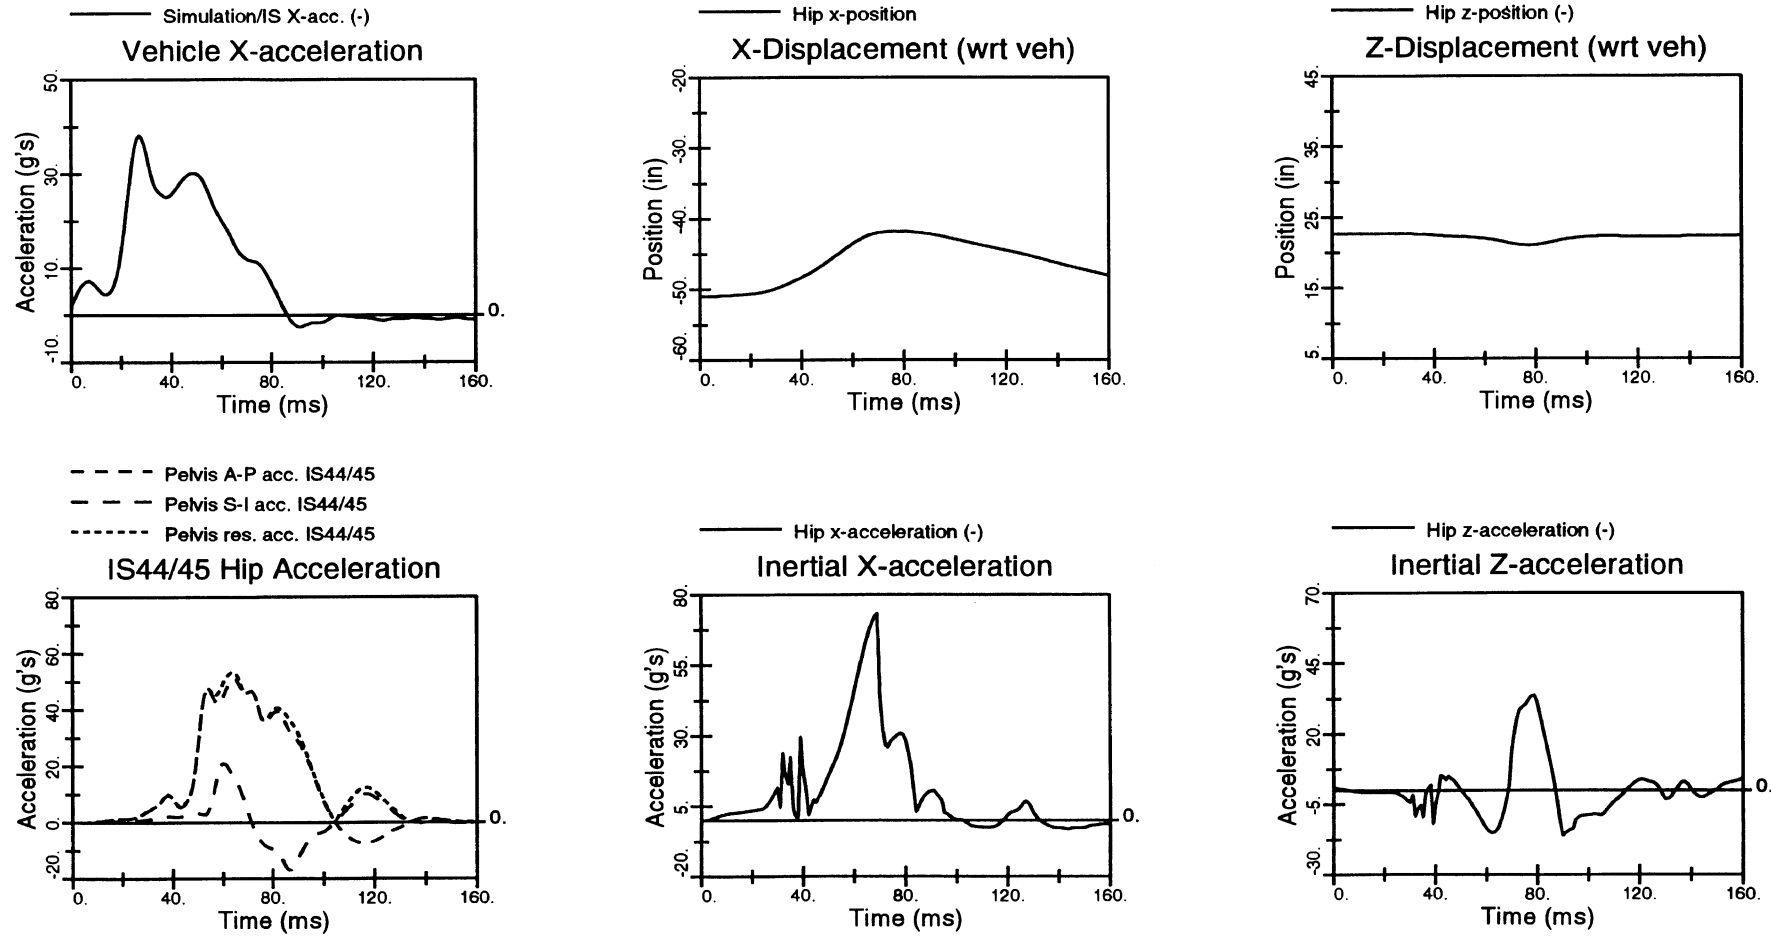 Simulation/IS X-acc. (-)
Vehicle X-acceleration
Acceleration (g's)
50.
30.
10.
-10.
0.
0. 40. 80. 120. 160.
Time (ms)
Hip x-position
X-Displacement (wrt veh)
Position (in)
-20.
-30.
-40.
-50.
-60.
0. 40. 80. 120. 160.
Time (ms)
Hip z-position (-)
Z-Displacement (wrt veh)
Position (in)
45.
35.
25.
15.
5.
0. 40. 80. 120. 160.
Time (ms)
Pelvis A-P acc. IS44/45
Pelvis S-I acc. IS44/45
Pelvis res. acc. IS44/45
IS44/45 Hip Acceleration
Acceleration (g's)
80.
60.
40.
20.
0.
-20.
0.
0. 40. 80. 120. 160.
Time (ms)
Hip x-acceleration (-)
Inertial X-acceleration
Acceleration (g's)
80.
55.
30.
5.
-20.
0.
0. 40. 80. 120. 160.
Time (ms)
Hip z-acceleration (-)
Inertial Z-acceleration
Acceleration (g's)
70.
45.
20.
-5.
-30.
0.
0. 40. 80. 120. 160.
Time (ms)